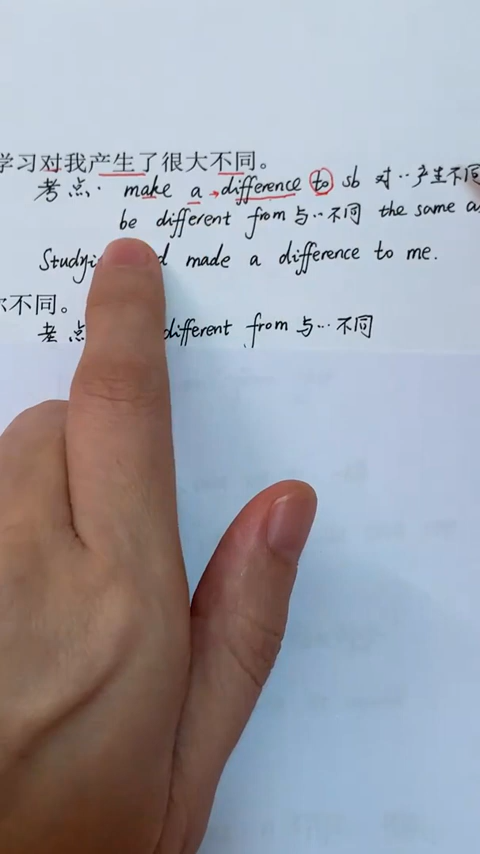 学习对我产生了很大不同。
考点· make a → difference to sb 对··产生不同
be different from 与··不同 the same as
made a difference to me.
不同。
考点 different from 与···不同